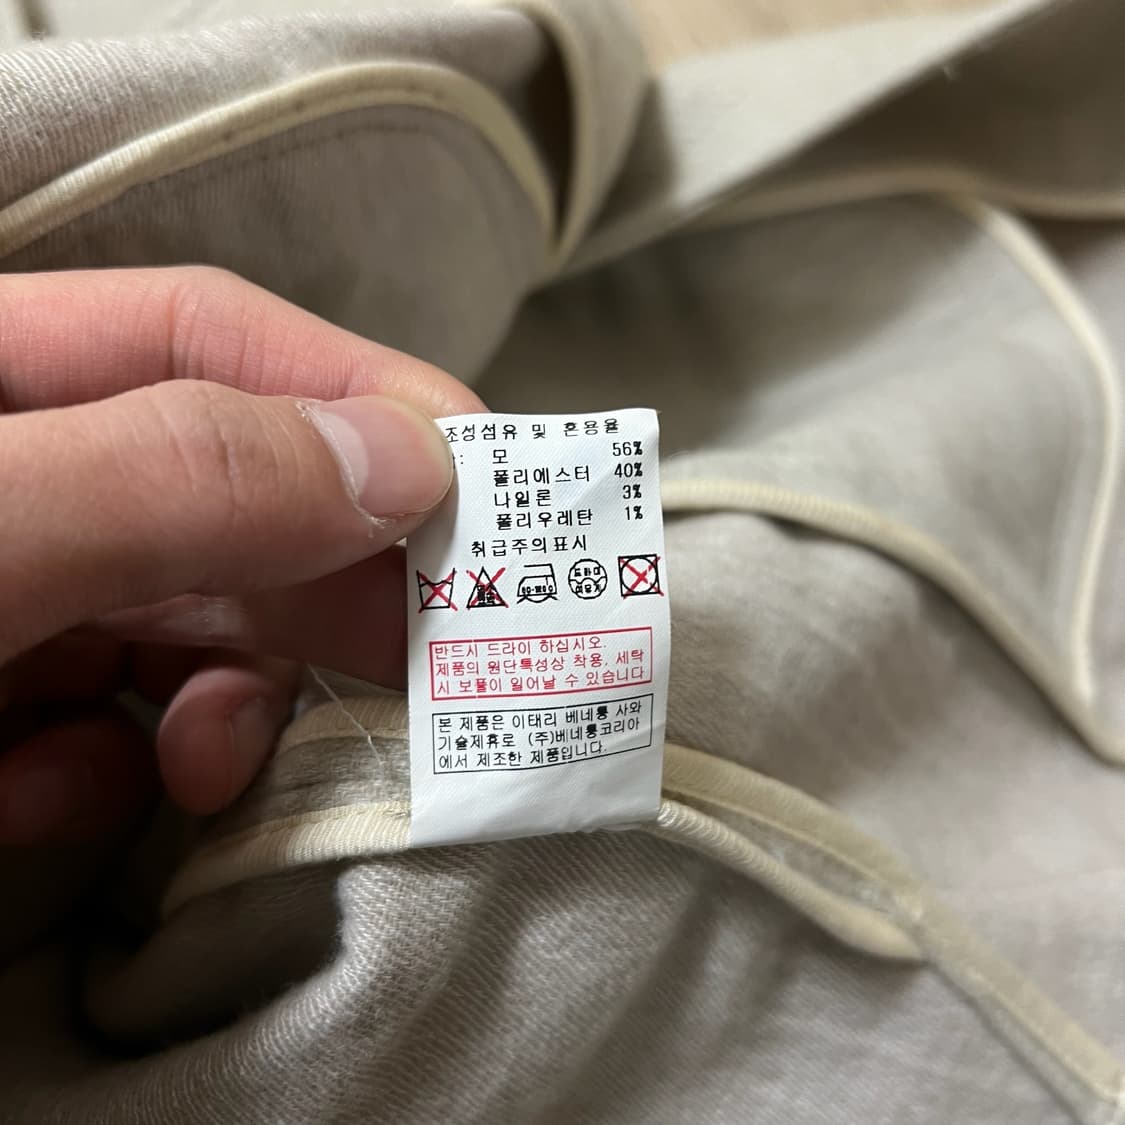 조성섬유 및 혼용율
: 모 56%
폴리에스터 40%
나일론 3%
폴리우레탄 1%
취급주의표시
드라이
반드시 드라이 하십시오.
제품의 원단특성상 착용, 세탁
시 보풀이 일어날 수 있습니다
본 제품은 이태리 베네통 사와
기술제휴로 (주)베네통코리아
에서 제조한 제품입니다.